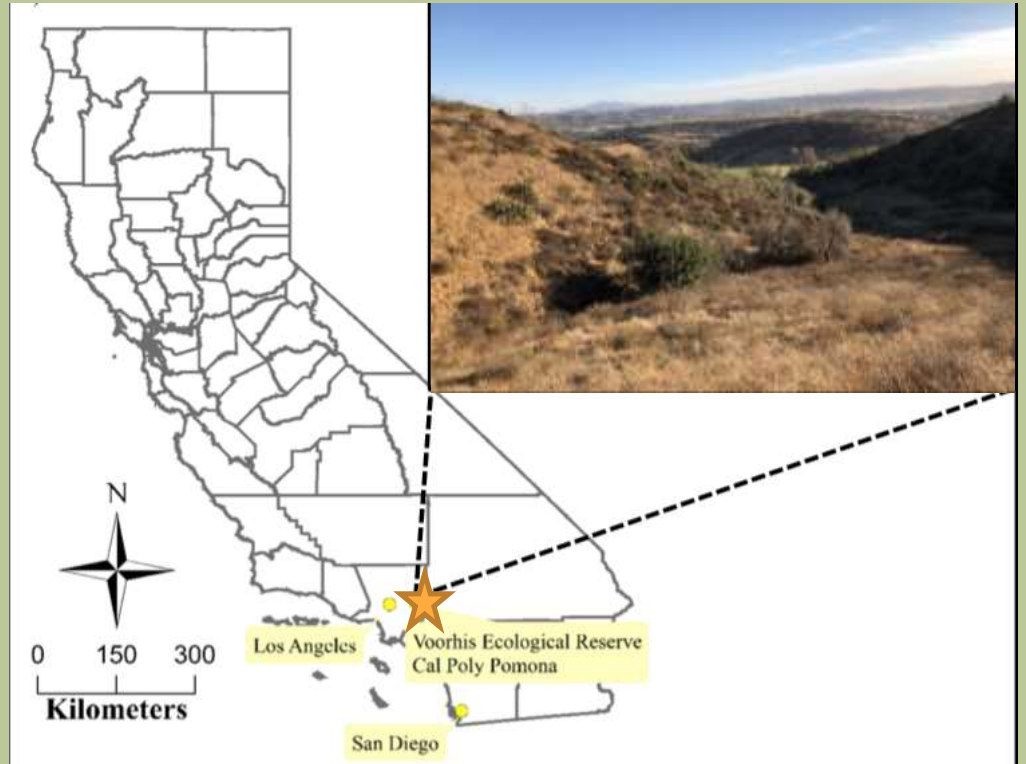 N
Los Angeles
Voorhis Ecological Reserve
Cal Poly Pomona
0 150 300
Kilometers
San Diego